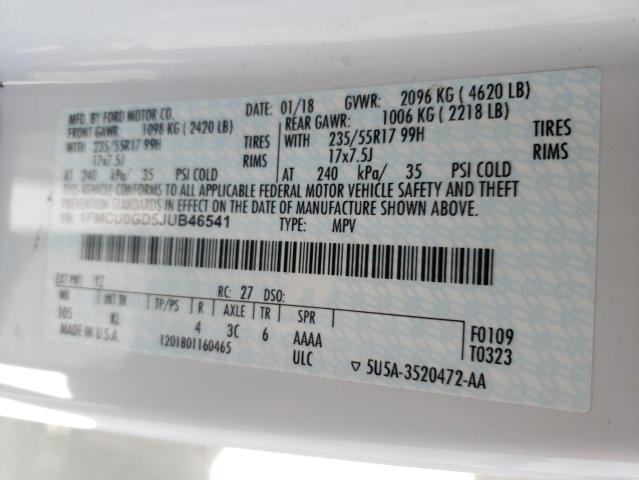 MFD. BY FORD MOTOR CO.
DATE: 01/18 GVWR: 2096 KG ( 4620 LB)
FRONT GAWR: 1098 KG ( 2420 LB)
REAR GAWR: 1006 KG ( 2218 LB)
WITH 235/55R17 99H TIRES
17x7.5J RIMS
AT 240 kPa/ 35 PSI COLD
WITH 235/55R17 99H TIRES
17x7.5J RIMS
AT 240 kPa/ 35 PSI COLD
THIS VEHICLE CONFORMS TO ALL APPLICABLE FEDERAL MOTOR VEHICLE SAFETY AND THEFT
PREVENTION STANDARDS IN EFFECT ON THE DATE OF MANUFACTURE SHOWN ABOVE.
VIN: 1FMCU0GD5JUB46541 TYPE: MPV
EXT PNT: YZ RC: 27 DSO:
WB INT TR TP/PS R AXLE TR SPR
105 KL 4 3C 6 AAAA
MADE IN U.S.A. 1201801160465 ULC
F0109
T0323
▽ 5U5A-3520472-AA